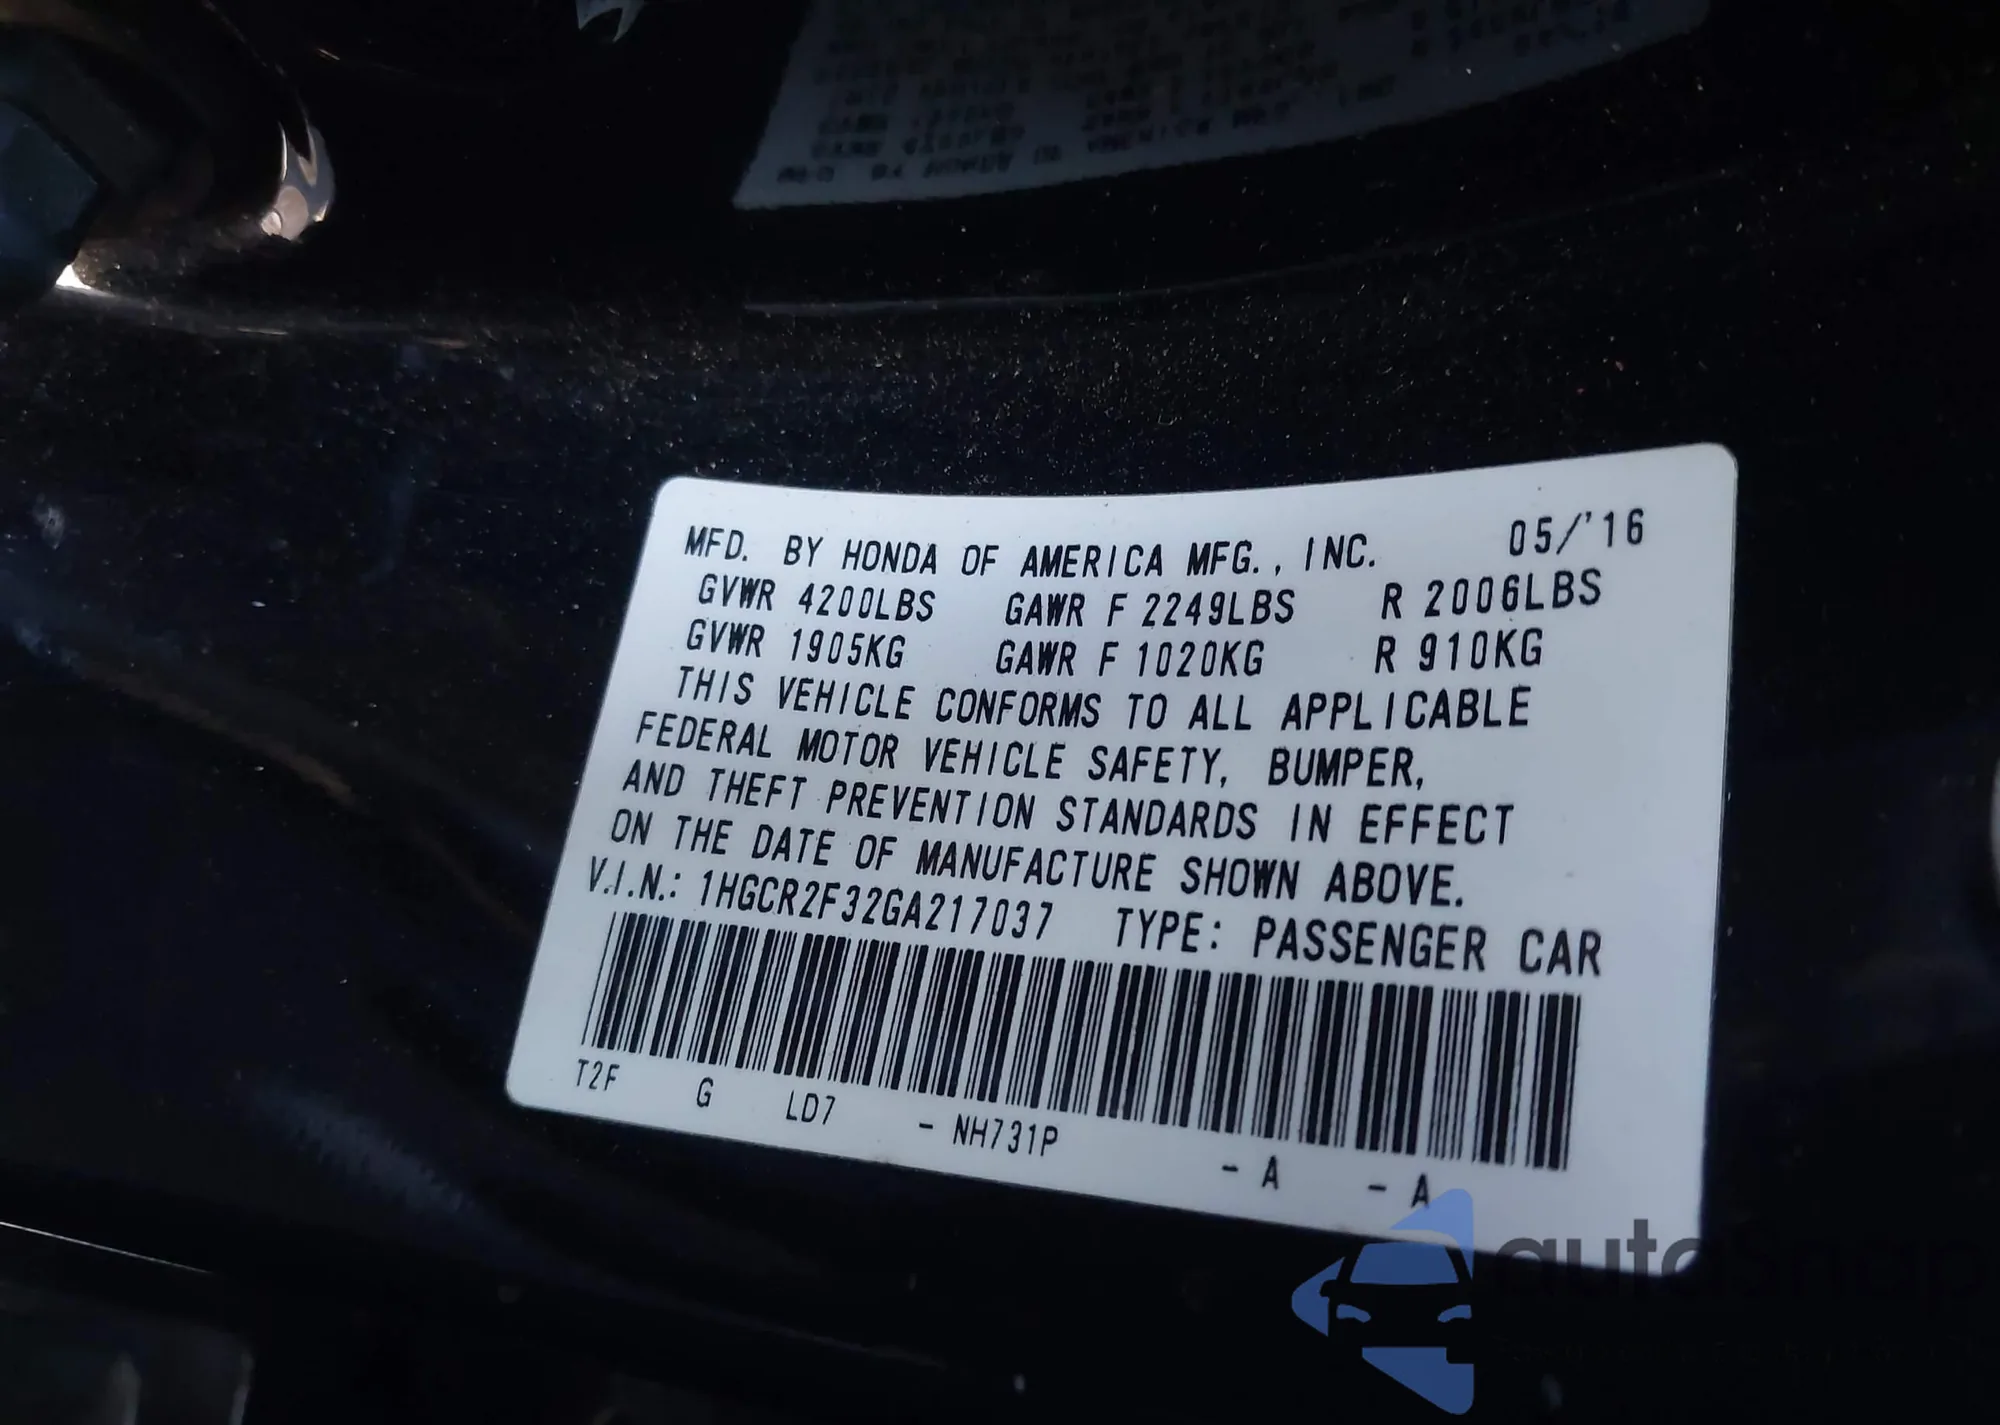 MFD. BY HONDA OF AMERICA MFG., INC. 05/'16
GVWR 4200LBS GAWR F 2249LBS R 2006LBS
GVWR 1905KG GAWR F 1020KG R 910KG
THIS VEHICLE CONFORMS TO ALL APPLICABLE
FEDERAL MOTOR VEHICLE SAFETY, BUMPER,
AND THEFT PREVENTION STANDARDS IN EFFECT
ON THE DATE OF MANUFACTURE SHOWN ABOVE.
V.I.N.: 1HGCR2F32GA217037 TYPE: PASSENGER CAR
T2F G LD7 - NH731P - A - A
autosnap